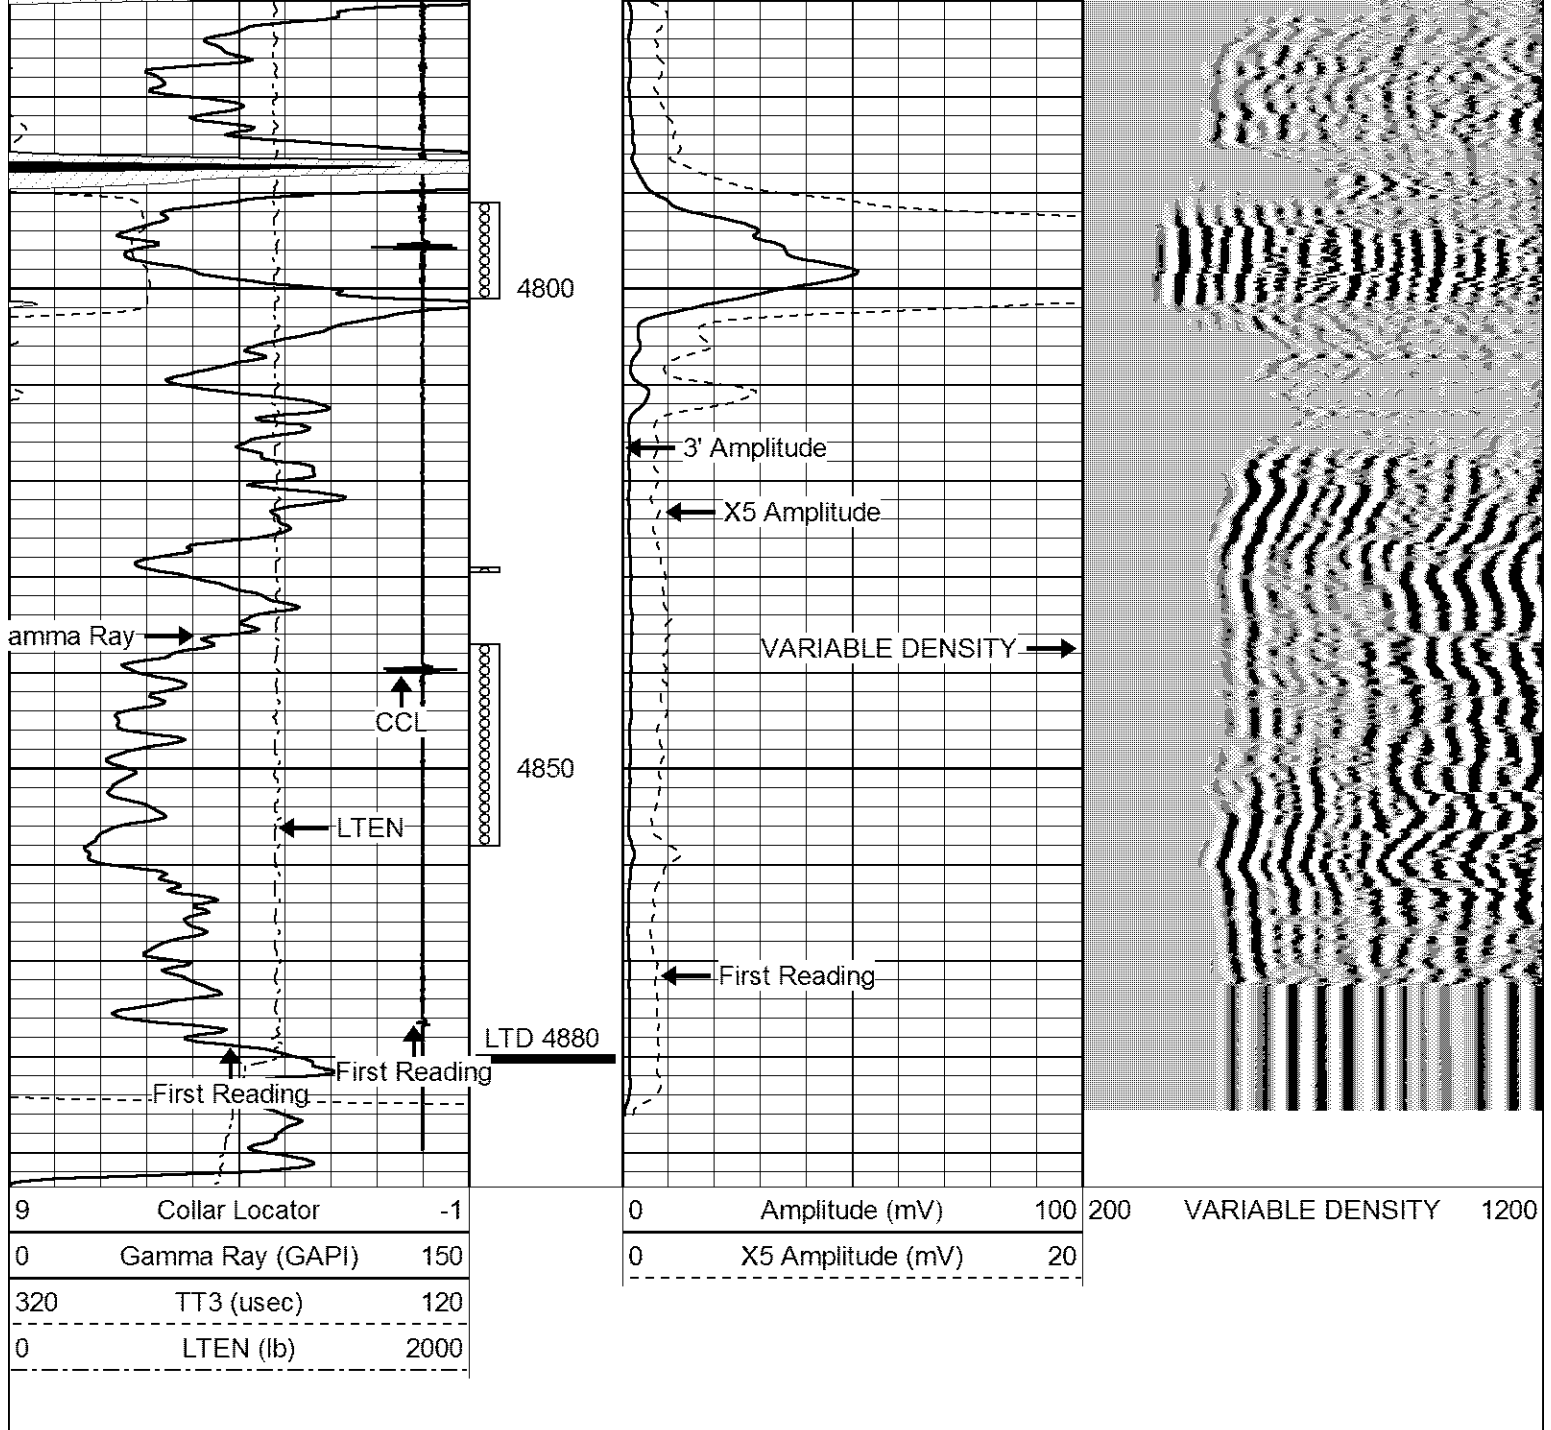 4800
3' Amplitude
X5 Amplitude
amma Ray
VARIABLE DENSITY
CCL
4850
LTEN
First Reading
LTD 4880
First Reading
First Reading
9 Collar Locator -1
0 Gamma Ray (GAPI) 150
320 TT3 (usec) 120
0 LTEN (lb) 2000
0 Amplitude (mV) 100
0 X5 Amplitude (mV) 20
200 VARIABLE DENSITY 1200